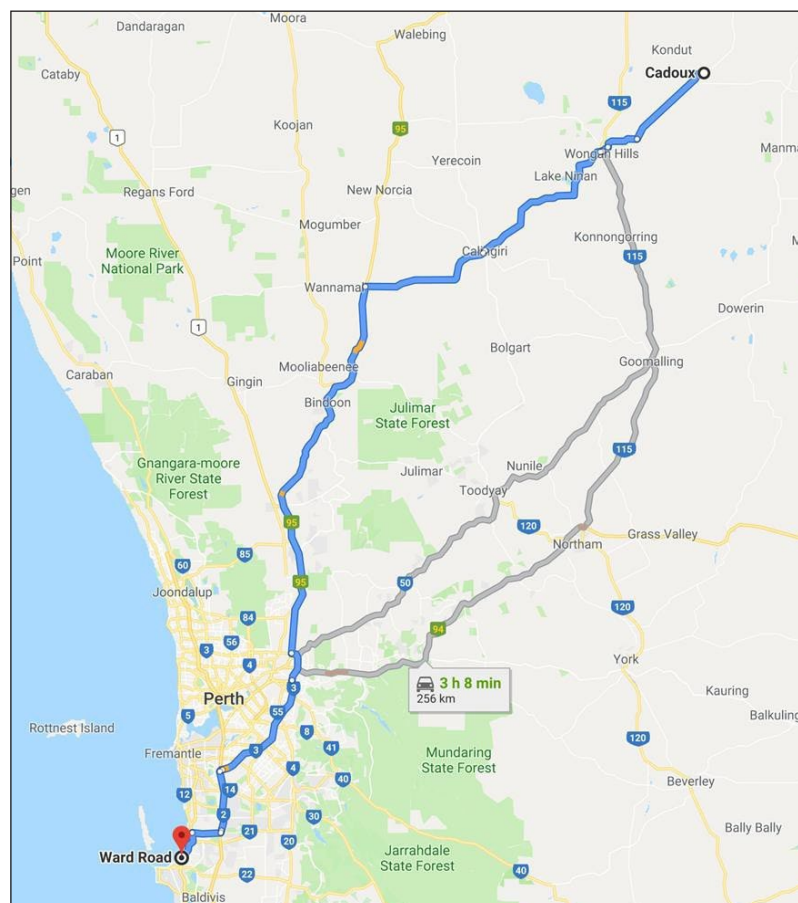 Dandaragan
Moora
Walebing
Kondut
Cadoux
Cataby
115
1
Koojan
95
Yerecoin
Wongan Hills
Lake Ninan
Regans Ford
New Norcia
Mogumber
Konnongorring
Point
Moore River
National Park
Calingiri
115
Wannama
Dowerin
1
Mooliabeenee
Bolgart
Goomalling
Caraban
Gingin
Bindoon
Julimar
State Forest
115
Gnangara-moore
River State
Forest
Julimar
Nunile
Toodyay
95
120
Grass Valley
Northam
85
60
95
50
Joondalup
120
84
56
3
4
94
York
3
3 h 8 min
256 km
Kauring
Perth
55
5
Balkuling
Rottnest Island
8
120
Fremantle
3
41
Mundaring
State Forest
4
40
Beverley
12
14
2
30
Bally Bally
21
20
Ward Road
Jarrahdale
State Forest
22
40
Baldivis